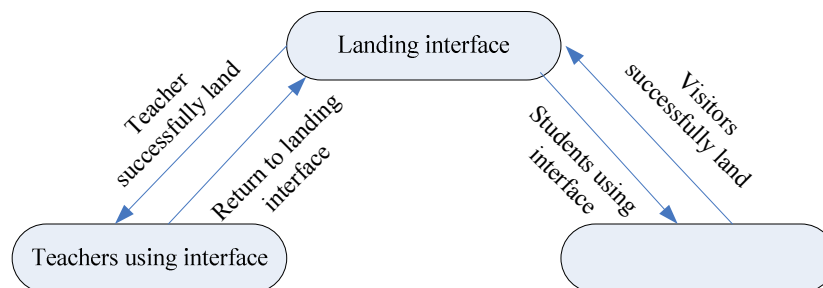 Landing interface
Teacher
successfully land
Return to landing
interface
Students using
interface
Visitors
successfully land
Teachers using interface